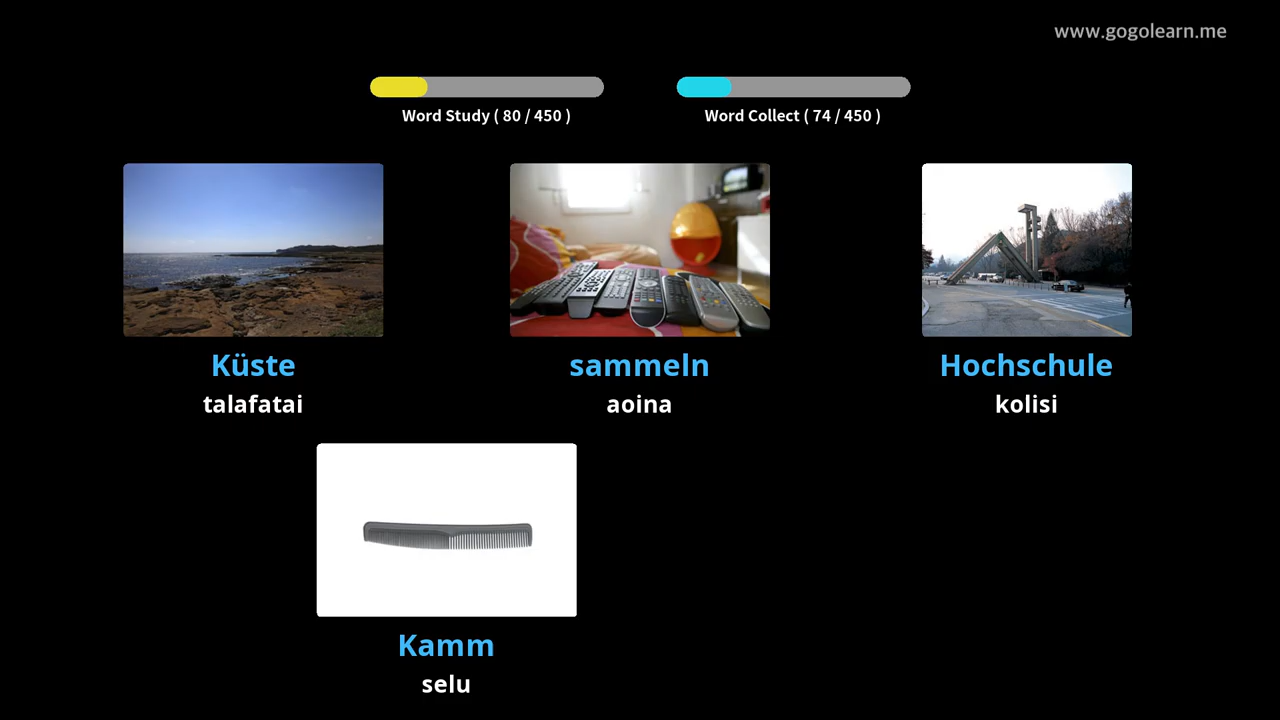 www.gogolearn.me
Word Study ( 80 / 450 )
Word Collect ( 74 / 450 )
Küste
talafatai
sammeln
aoina
Hochschule
kolisi
Kamm
selu